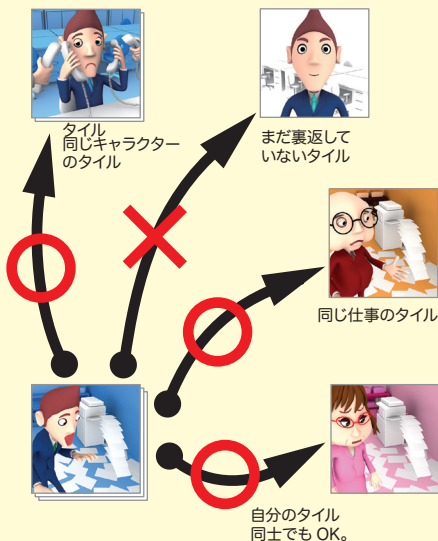 タイル
同じキャラクター
のタイル
まだ裏返して
いないタイル
同じ仕事のタイル
自分のタイル
同士でも OK。